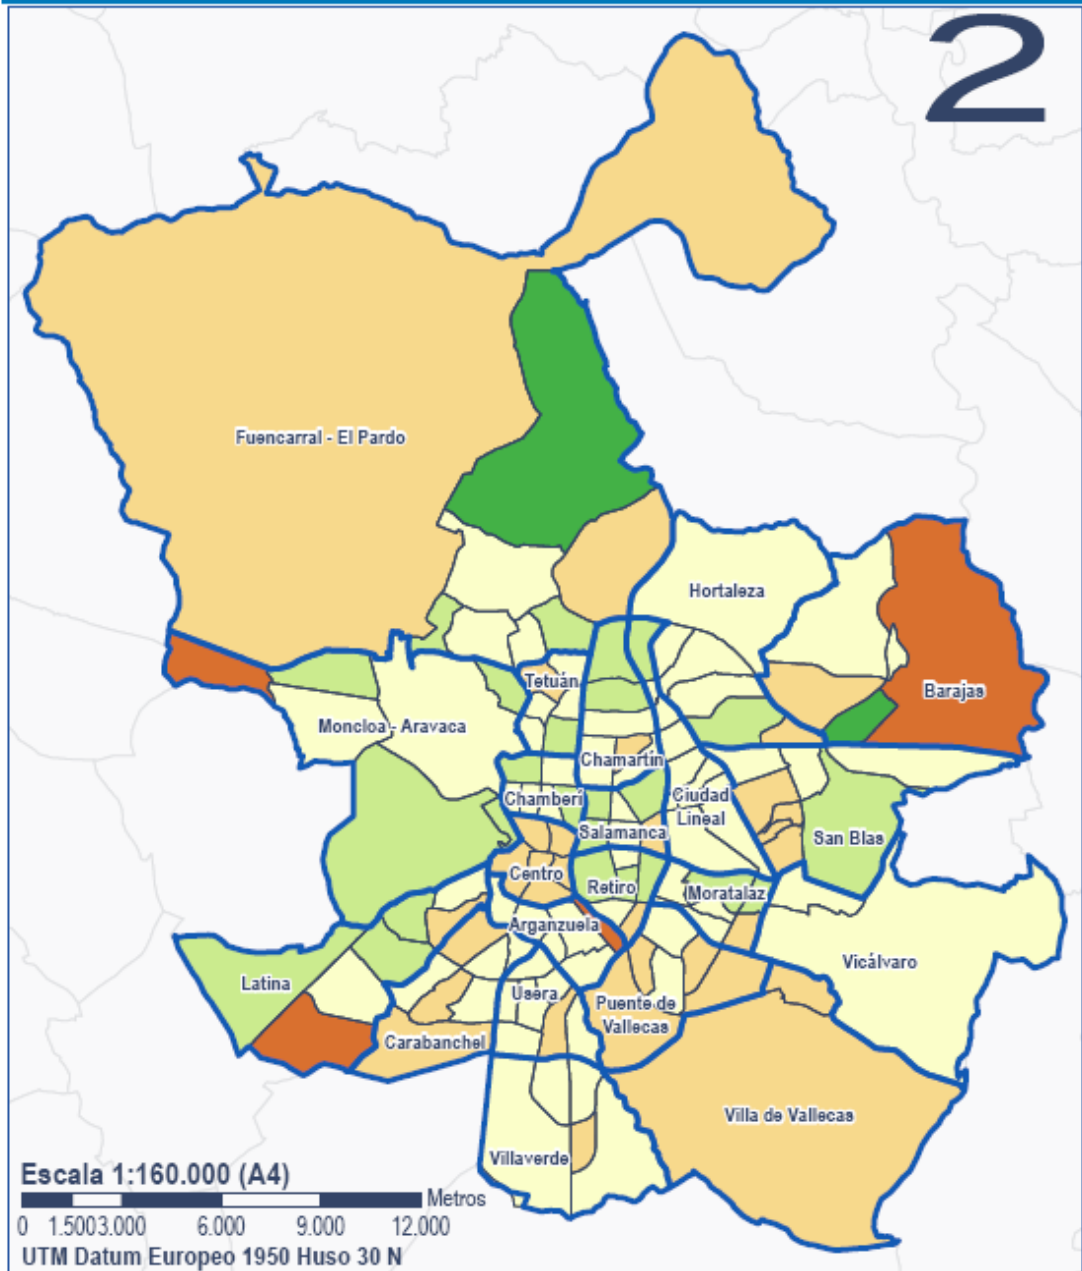 2
Fuencarral - El Pardo
Hortaleza
Tetuán
Barajas
Moncloa - Aravaca
Chamartín
Chamberí
Ciudad
Lineal
Salamanca
San Blas
Centro
Retiro
Moratalaz
Arganzuela
Vicálvaro
Latina
Usera
Puente de
Vallecas
Carabanchel
Villa de Vallecas
Villaverde
Escala 1:160.000 (A4)
Metros
0 1.500 3.000 6.000 9.000 12.000
UTM Datum Europeo 1950 Huso 30 N